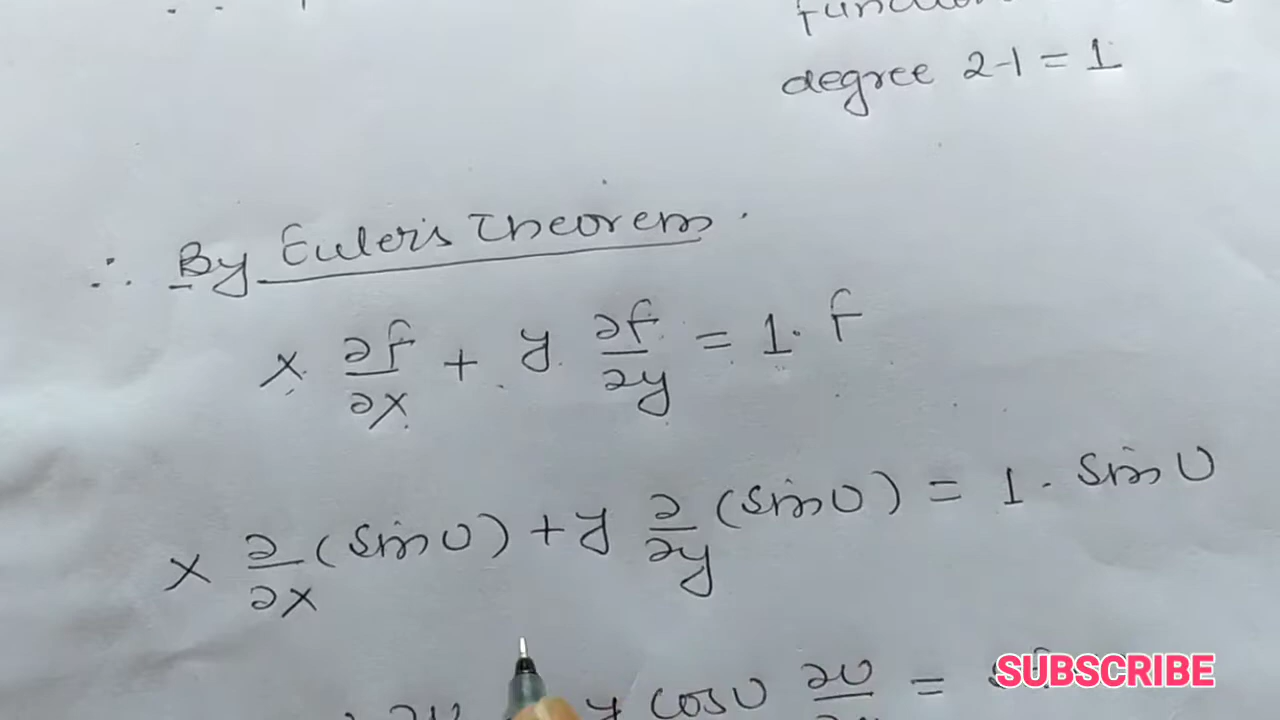 degree 2-1 = 1
∴ By Euler's Theorem.
x ∂f/∂x + y ∂f/∂y = 1. f
x ∂/∂x (sin U) + y ∂/∂y (sin U) = 1. sin U
y cos U ∂U =
SUBSCRIBE